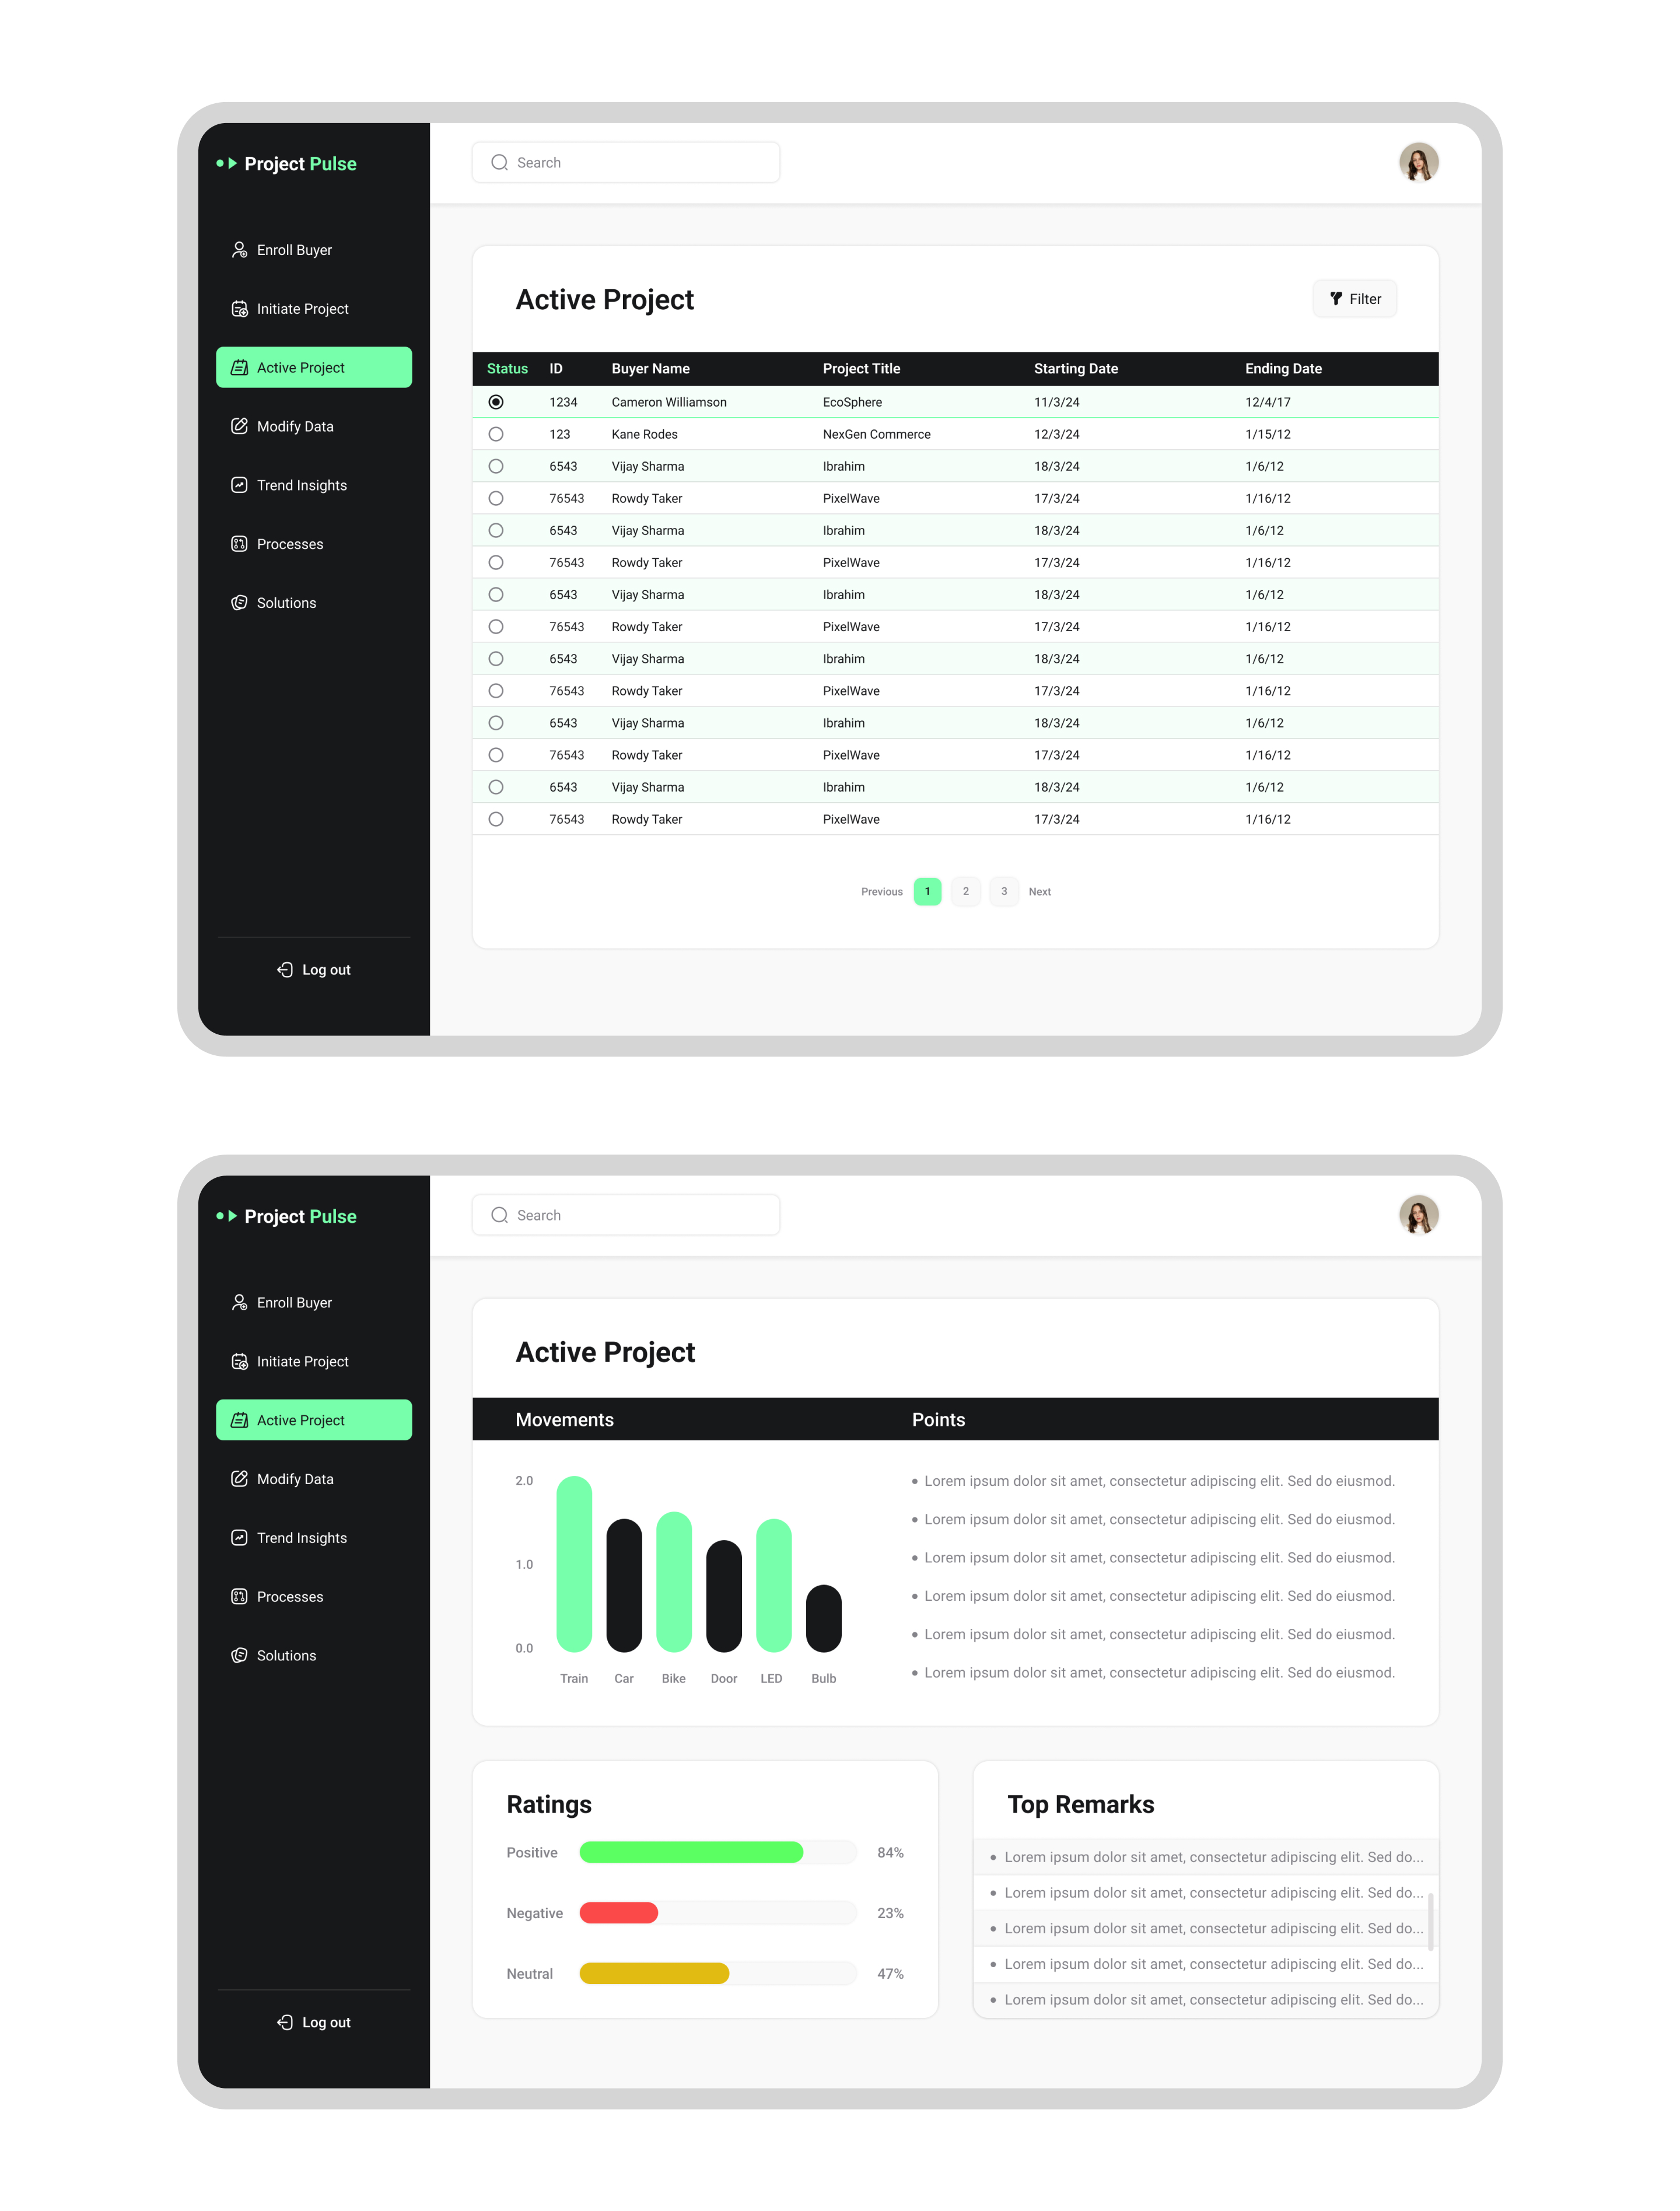 Project Pulse
Search
Enroll Buyer
Initiate Project
Active Project
Modify Data
Trend Insights
Processes
Solutions
Log out
Active Project
Filter
Status ID Buyer Name Project Title Starting Date Ending Date
1234 Cameron Williamson EcoSphere 11/3/24 12/4/17
123 Kane Rodes NexGen Commerce 12/3/24 1/15/12
6543 Vijay Sharma Ibrahim 18/3/24 1/6/12
76543 Rowdy Taker PixelWave 17/3/24 1/16/12
6543 Vijay Sharma Ibrahim 18/3/24 1/6/12
76543 Rowdy Taker PixelWave 17/3/24 1/16/12
6543 Vijay Sharma Ibrahim 18/3/24 1/6/12
76543 Rowdy Taker PixelWave 17/3/24 1/16/12
6543 Vijay Sharma Ibrahim 18/3/24 1/6/12
76543 Rowdy Taker PixelWave 17/3/24 1/16/12
6543 Vijay Sharma Ibrahim 18/3/24 1/6/12
76543 Rowdy Taker PixelWave 17/3/24 1/16/12
6543 Vijay Sharma Ibrahim 18/3/24 1/6/12
76543 Rowdy Taker PixelWave 17/3/24 1/16/12
Previous 1 2 3 Next
Project Pulse
Search
Enroll Buyer
Initiate Project
Active Project
Modify Data
Trend Insights
Processes
Solutions
Log out
Active Project
Movements
2.0
1.0
0.0
Train Car Bike Door LED Bulb
Points
Lorem ipsum dolor sit amet, consectetur adipiscing elit. Sed do eiusmod.
Lorem ipsum dolor sit amet, consectetur adipiscing elit. Sed do eiusmod.
Lorem ipsum dolor sit amet, consectetur adipiscing elit. Sed do eiusmod.
Lorem ipsum dolor sit amet, consectetur adipiscing elit. Sed do eiusmod.
Lorem ipsum dolor sit amet, consectetur adipiscing elit. Sed do eiusmod.
Lorem ipsum dolor sit amet, consectetur adipiscing elit. Sed do eiusmod.
Ratings
Positive 84%
Negative 23%
Neutral 47%
Top Remarks
Lorem ipsum dolor sit amet, consectetur adipiscing elit. Sed do...
Lorem ipsum dolor sit amet, consectetur adipiscing elit. Sed do...
Lorem ipsum dolor sit amet, consectetur adipiscing elit. Sed do...
Lorem ipsum dolor sit amet, consectetur adipiscing elit. Sed do...
Lorem ipsum dolor sit amet, consectetur adipiscing elit. Sed do...